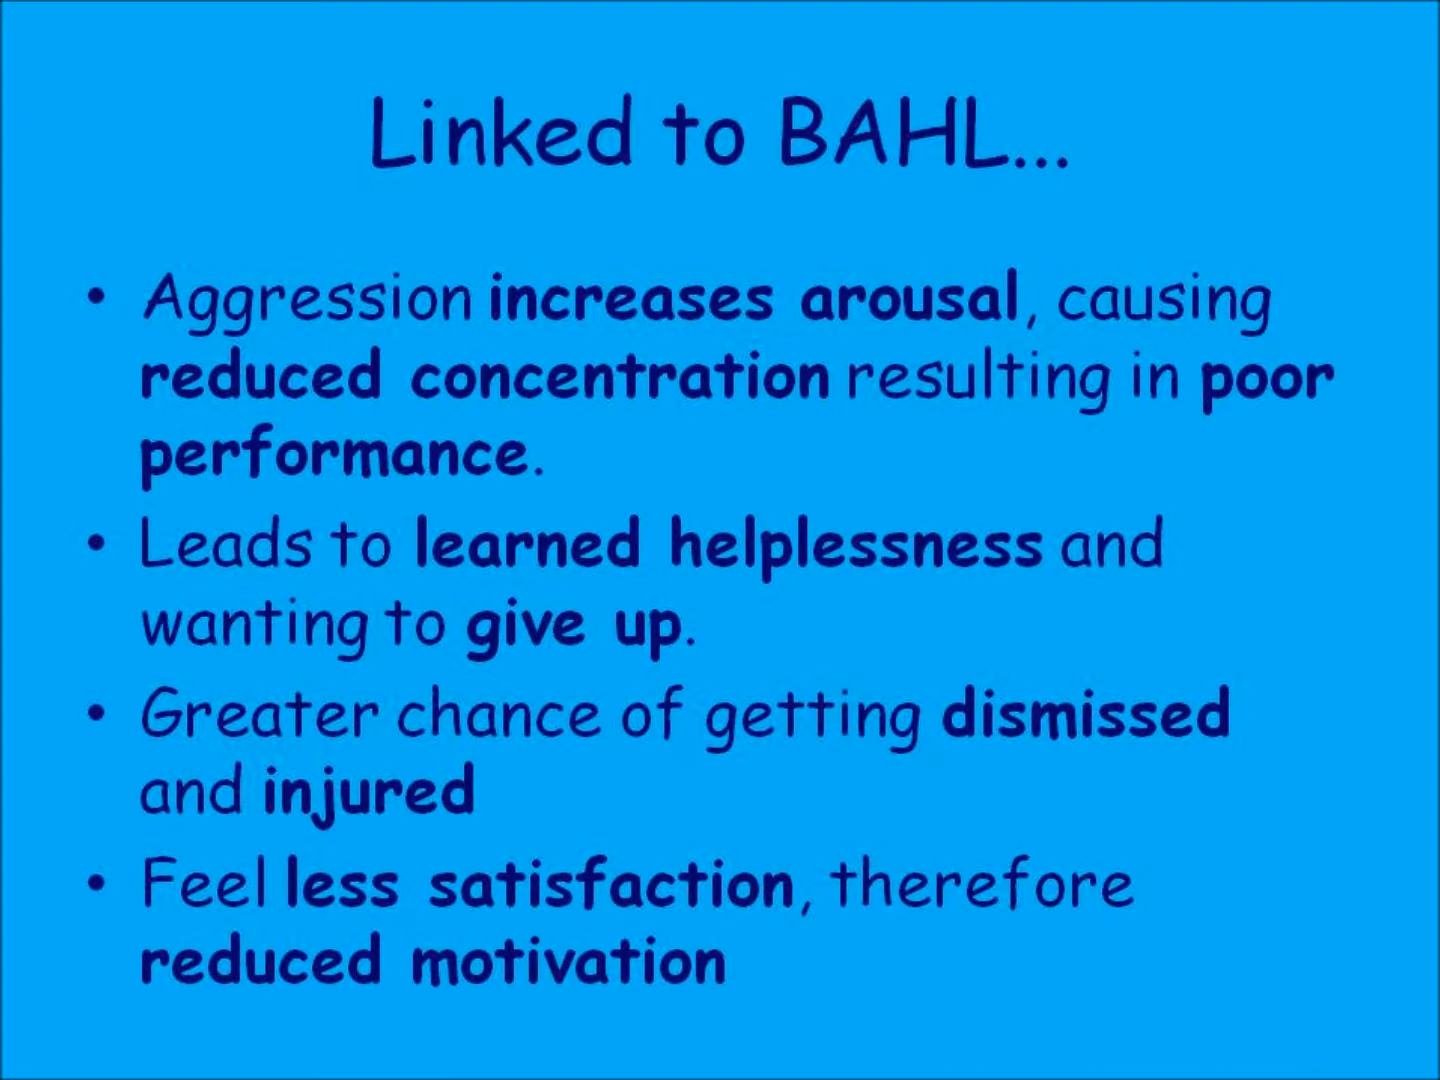 Linked to BAHL...
• Aggression increases arousal, causing
reduced concentration resulting in poor
performance.
• Leads to learned helplessness and
wanting to give up.
• Greater chance of getting dismissed
and injured
• Feel less satisfaction, therefore
reduced motivation